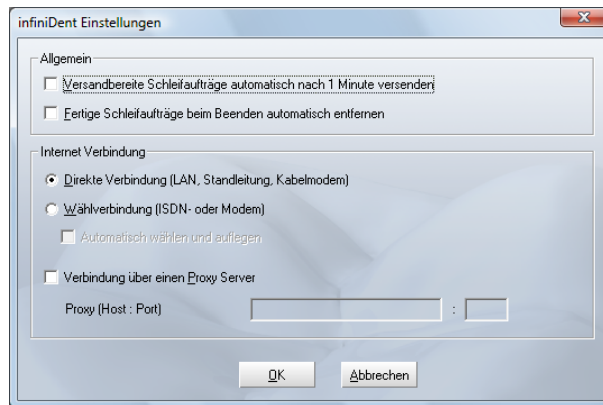 infiniDent Einstellungen
Allgemein
Versandbereite Schleifaufträge automatisch nach 1 Minute versenden
Fertige Schleifaufträge beim Beenden automatisch entfernen
Internet Verbindung
Direkte Verbindung (LAN, Standleitung, Kabelmodem)
Wählverbindung (ISDN- oder Modem)
Automatisch wählen und auflegen
Verbindung über einen Proxy Server
Proxy (Host : Port) :
OK Abbrechen